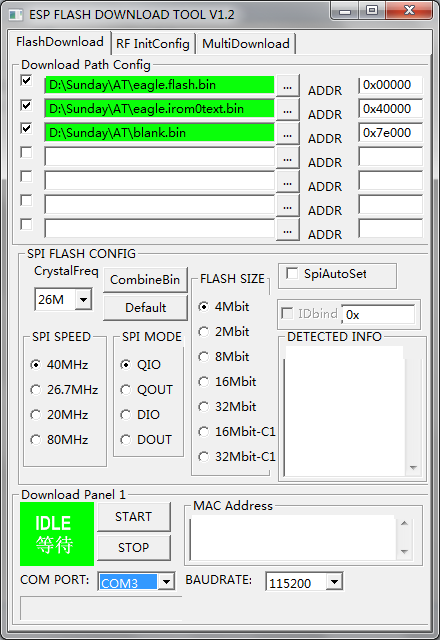 ESP FLASH DOWNLOAD TOOL V1.2
FlashDownload RF InitConfig MultiDownload
Download Path Config
D:\Sunday\AT\eagle.flash.bin ... ADDR 0x00000
D:\Sunday\AT\eagle.irom0text.bin ... ADDR 0x40000
D:\Sunday\AT\blank.bin ... ADDR 0x7e000
... ADDR
... ADDR
... ADDR
... ADDR
SPI FLASH CONFIG
CrystalFreq
26M
CombineBin
Default
SPI SPEED
40MHz
26.7MHz
20MHz
80MHz
SPI MODE
QIO
QOUT
DIO
DOUT
FLASH SIZE
4Mbit
2Mbit
8Mbit
16Mbit
32Mbit
16Mbit-C1
32Mbit-C1
SpiAutoSet
IDbind 0x
DETECTED INFO
Download Panel 1
IDLE
等待
START
STOP
MAC Address
COM PORT: COM3 BAUDRATE: 115200